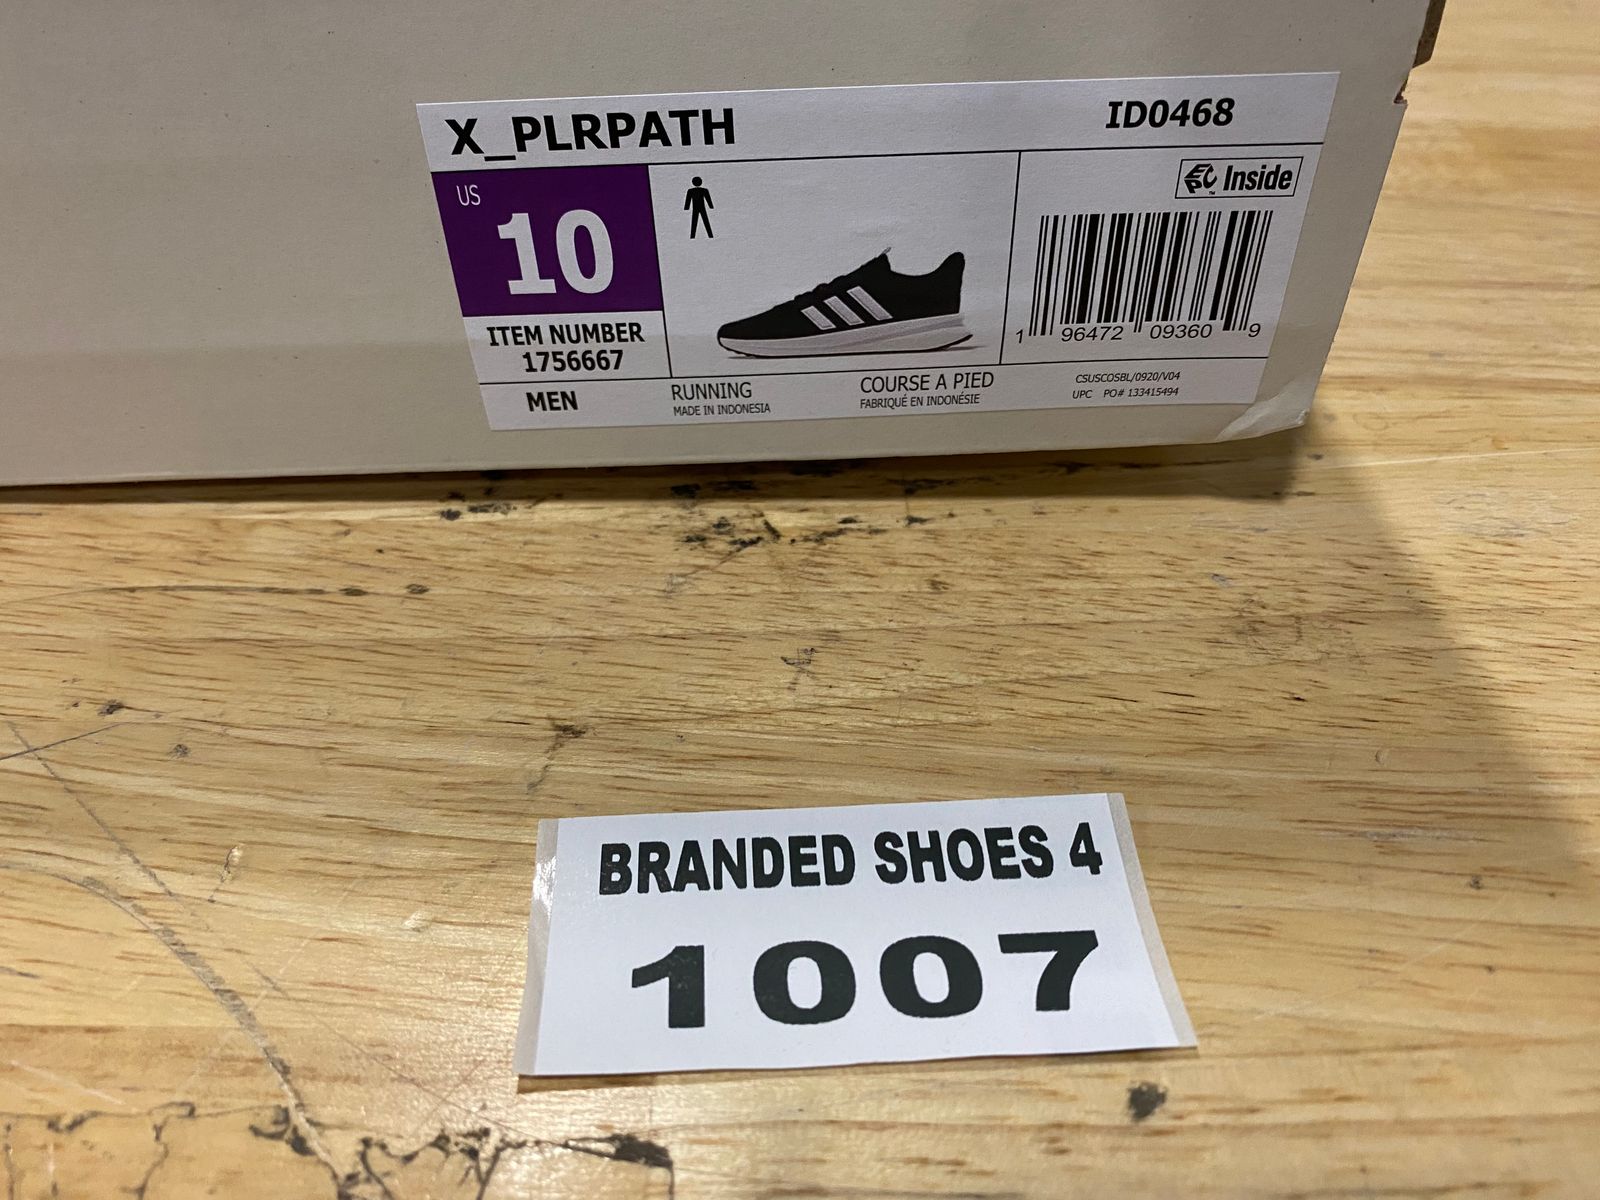 X_PLRPATH
ID0468
US
10
ITEM NUMBER
1756667
MEN
RUNNING
MADE IN INDONESIA
COURSE A PIED
FABRIQUÉ EN INDONÉSIE
EPC™ Inside
1 96472 09360 9
CSUSCOSBL/0920/V04
UPC PO# 133415494
BRANDED SHOES 4
1007